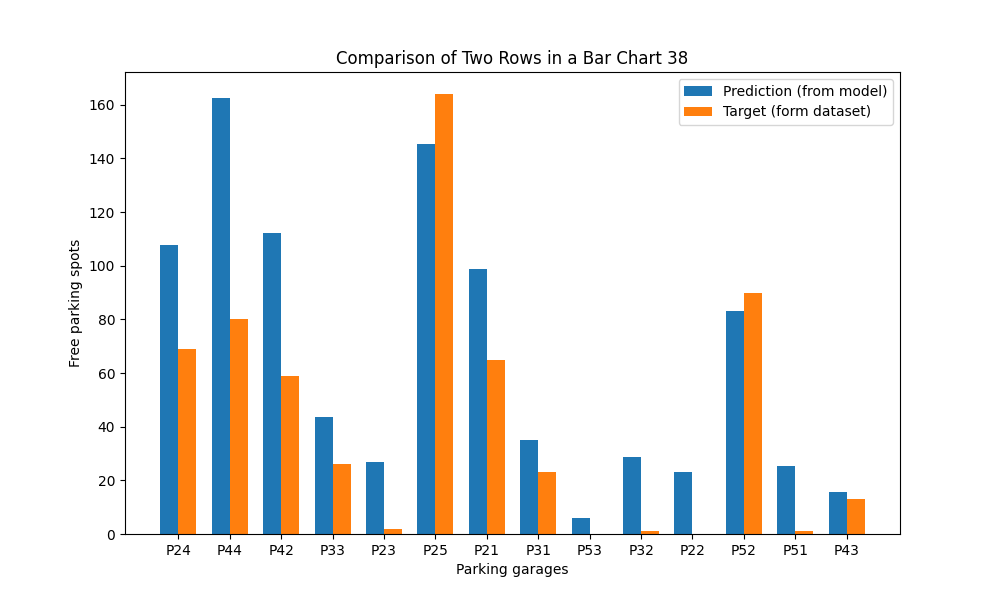 Comparison of Two Rows in a Bar Chart 38
Prediction (from model)
Target (form dataset)
Free parking spots
160
140
120
100
80
60
40
20
0
P24 P44 P42 P33 P23 P25 P21 P31 P53 P32 P22 P52 P51 P43
Parking garages